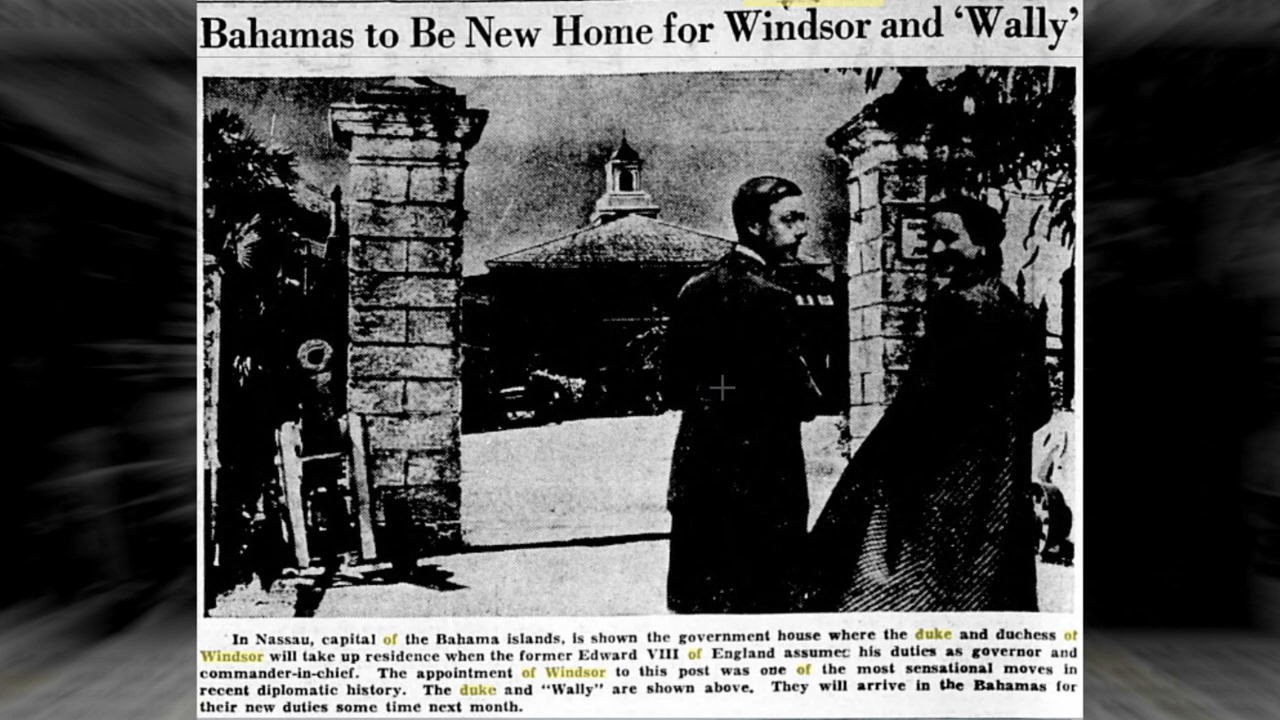 Bahamas to Be New Home for Windsor and ‘Wally’
E
In Nassau, capital of the Bahama islands, is shown the government house where the duke and duchess of
Windsor will take up residence when the former Edward VIII of England assumes his duties as governor and
commander-in-chief. The appointment of Windsor to this post was one of the most sensational moves in
recent diplomatic history. The duke and "Wally" are shown above. They will arrive in the Bahamas for
their new duties some time next month.